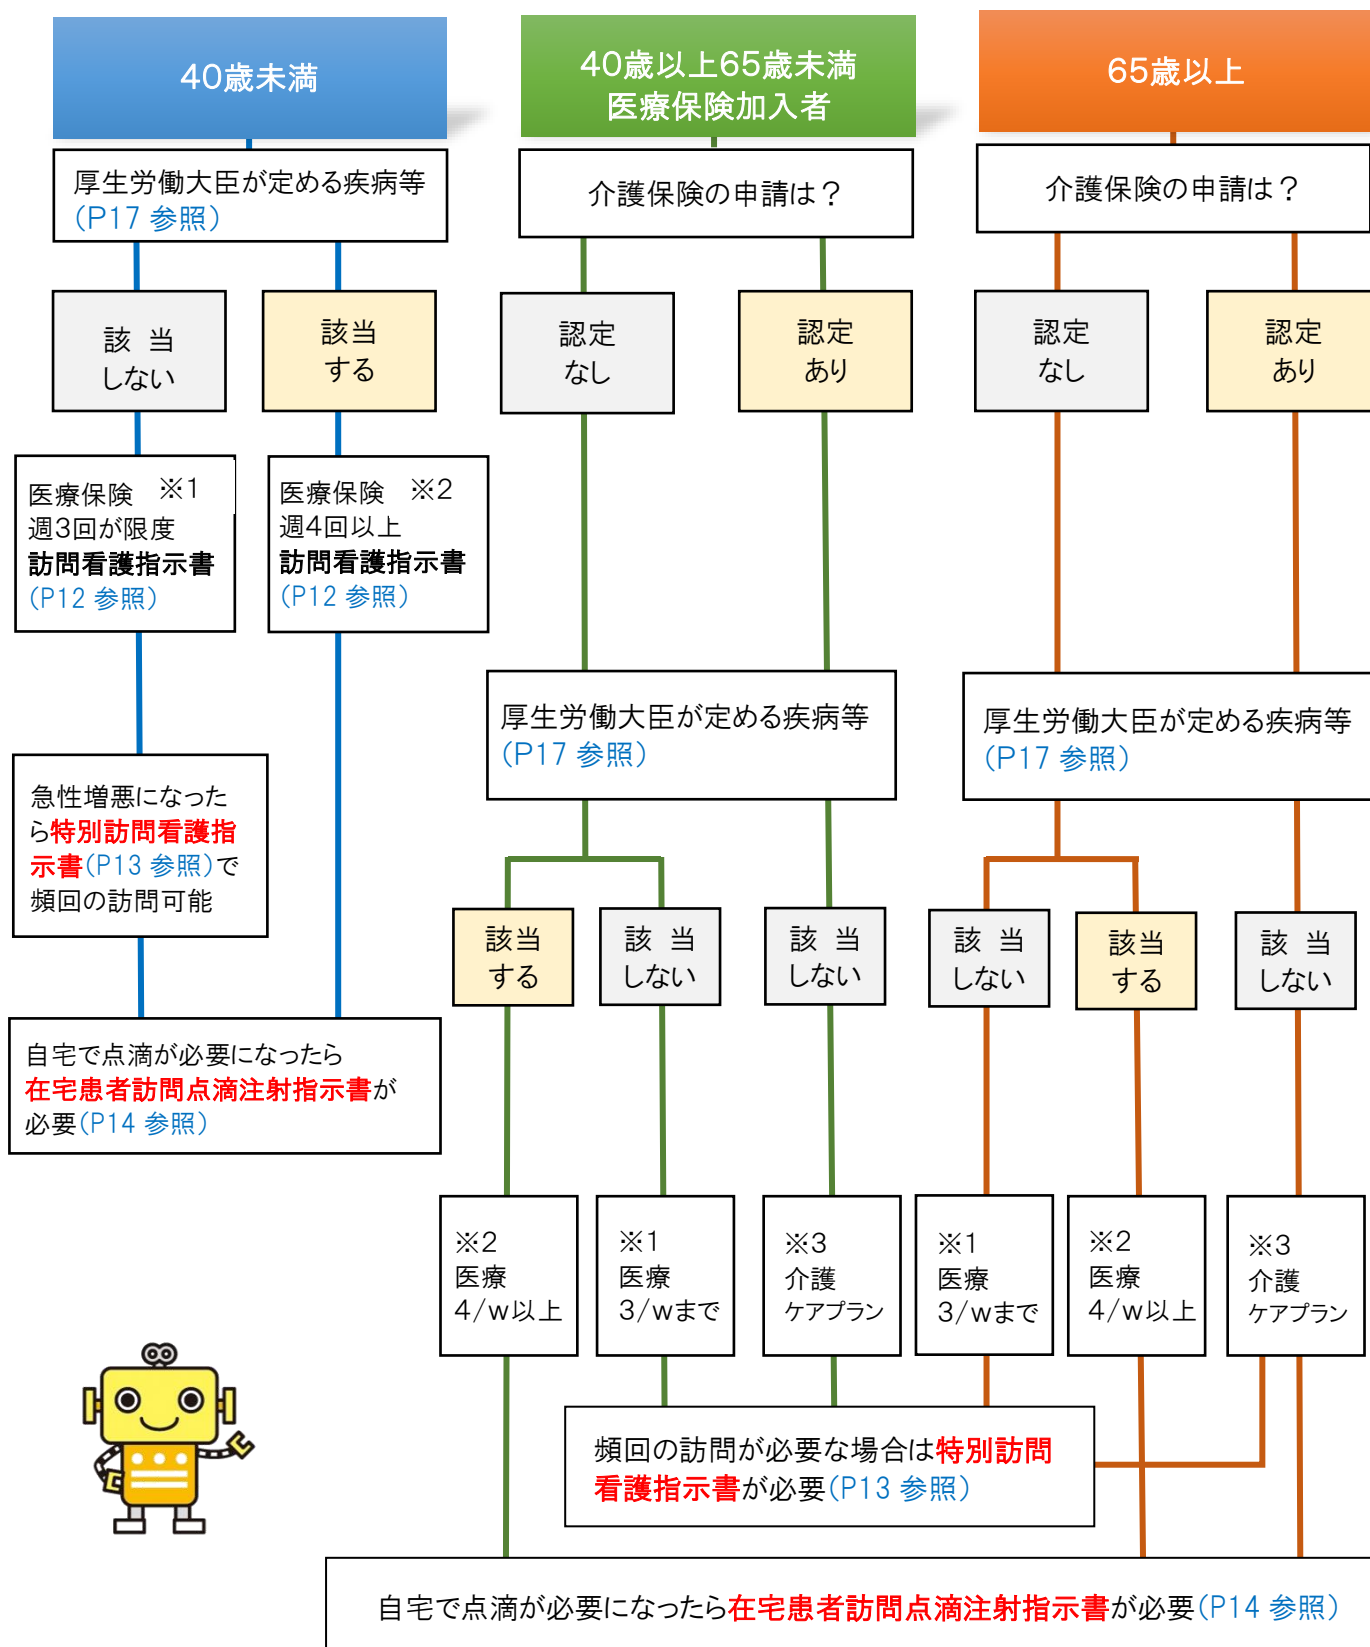 40歳未満
厚生労働大臣が定める疾病等
(P17 参照)
該 当
しない
該当
する
医療保険 ※1
週3回が限度
訪問看護指示書
(P12 参照)
医療保険 ※2
週4回以上
訪問看護指示書
(P12 参照)
急性増悪になった
ら特別訪問看護指
示書(P13 参照)で
頻回の訪問可能
自宅で点滴が必要になったら
在宅患者訪問点滴注射指示書が
必要(P14 参照)
40歳以上65歳未満
医療保険加入者
介護保険の申請は?
認定
なし
認定
あり
厚生労働大臣が定める疾病等
(P17 参照)
該当
する
該 当
しない
該 当
しない
※2
医療
4/w以上
※1
医療
3/wまで
※3
介護
ケアプラン
65歳以上
介護保険の申請は?
認定
なし
認定
あり
厚生労働大臣が定める疾病等
(P17 参照)
該 当
しない
該当
する
該 当
しない
※1
医療
3/wまで
※2
医療
4/w以上
※3
介護
ケアプラン
頻回の訪問が必要な場合は特別訪問
看護指示書が必要(P13 参照)
自宅で点滴が必要になったら在宅患者訪問点滴注射指示書が必要(P14 参照)